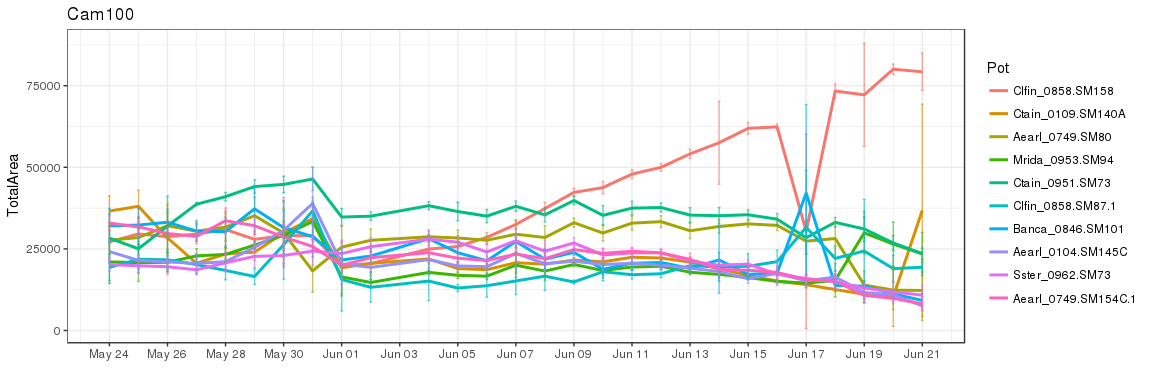 Cam100
TotalArea
75000
50000
25000
0
May 24 May 26 May 28 May 30 Jun 01 Jun 03 Jun 05 Jun 07 Jun 09 Jun 11 Jun 13 Jun 15 Jun 17 Jun 19 Jun 21
Pot
Clfin_0858.SM158
Ctain_0109.SM140A
Aearl_0749.SM80
Mrida_0953.SM94
Ctain_0951.SM73
Clfin_0858.SM87.1
Banca_0846.SM101
Aearl_0104.SM145C
Sster_0962.SM73
Aearl_0749.SM154C.1